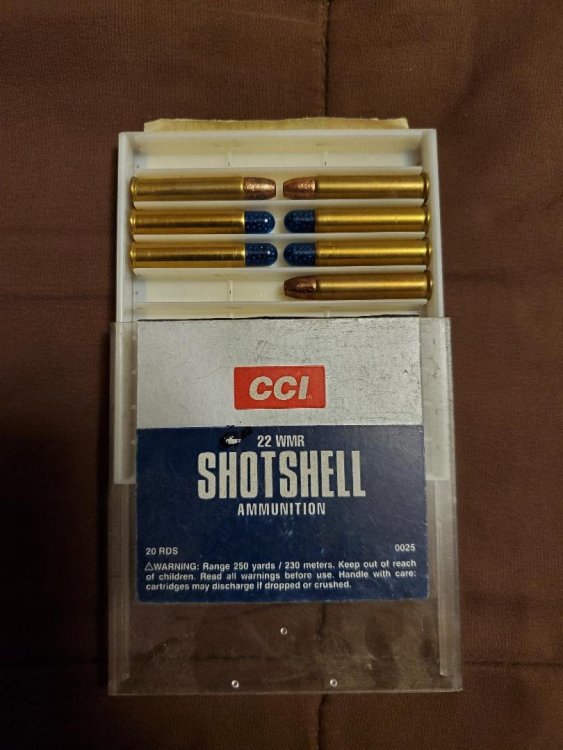 CCI
22 WMR
SHOTSHELL
AMMUNITION
20 RDS 0025
⚠WARNING: Range 250 yards / 230 meters. Keep out of reach
of children. Read all warnings before use. Handle with care:
cartridges may discharge if dropped or crushed.